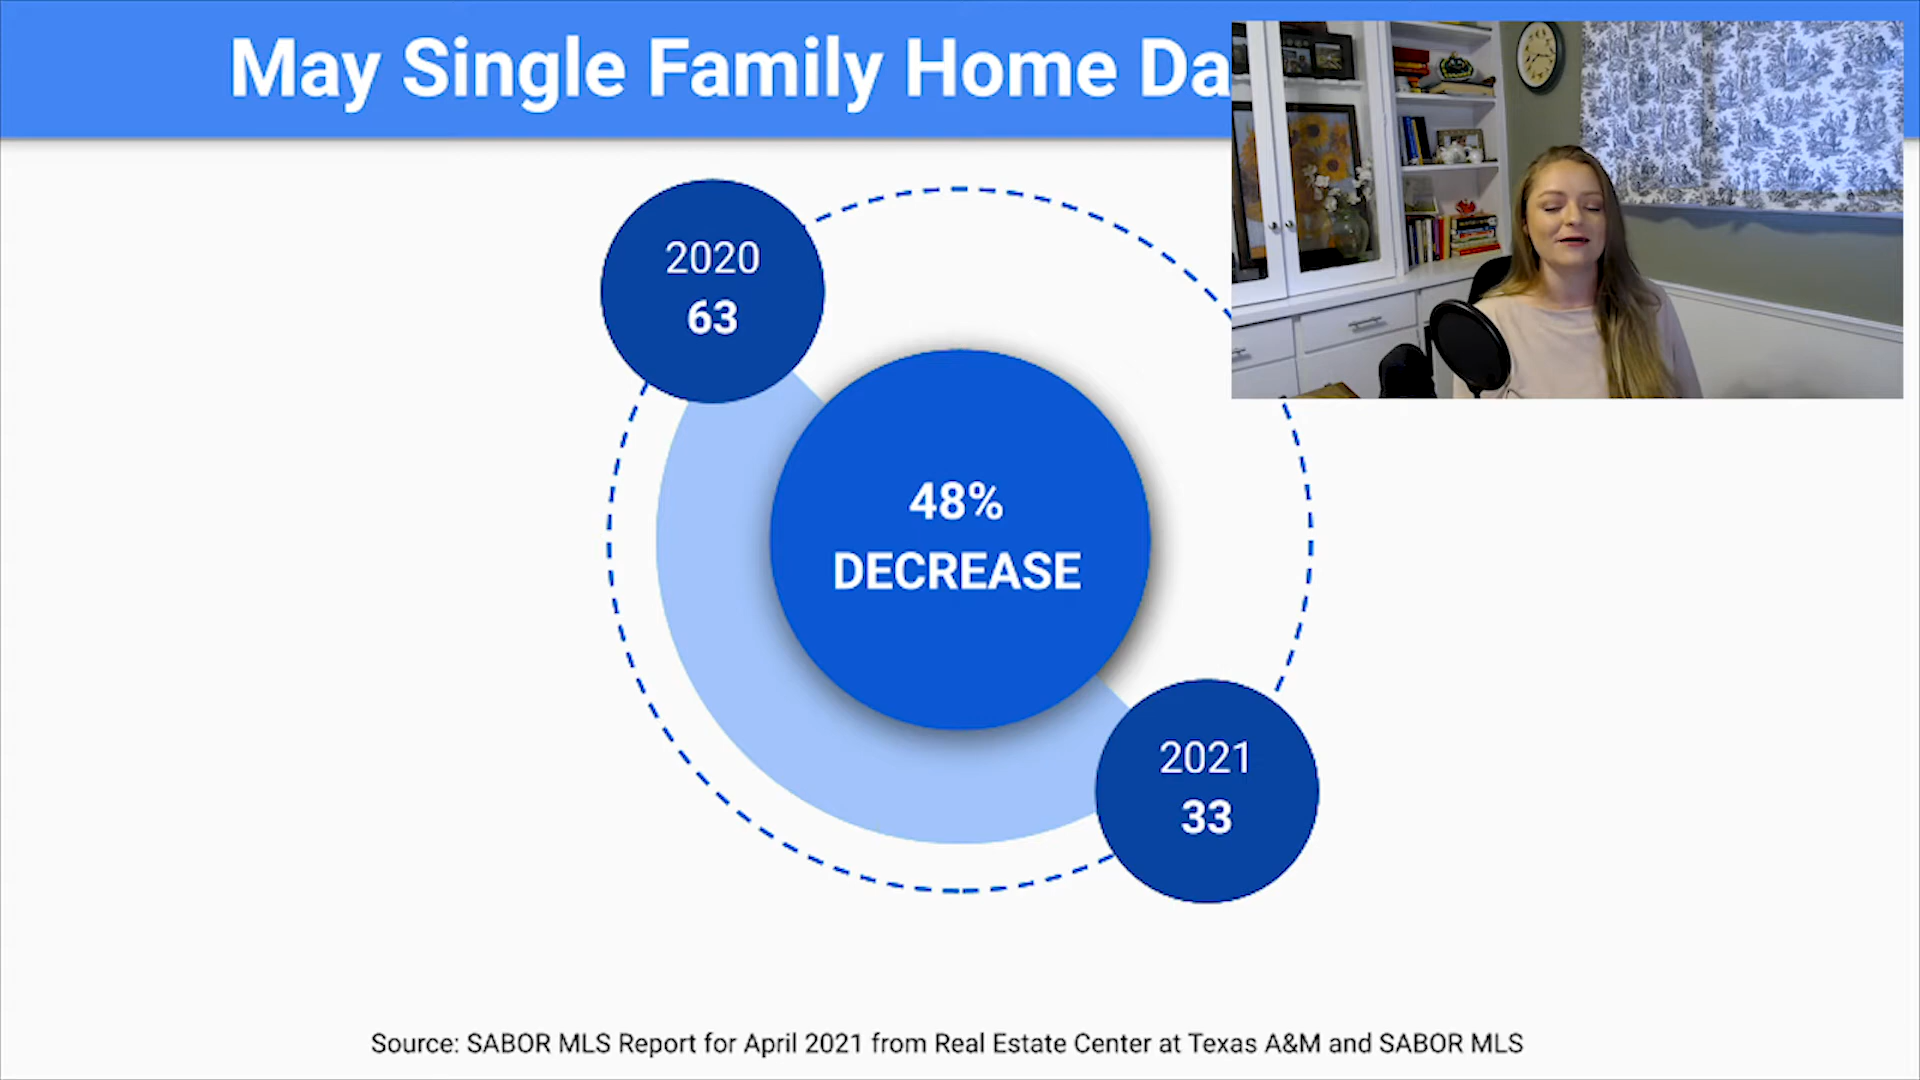 May Single Family Home Da
2020
63
48%
DECREASE
2021
33
Source: SABOR MLS Report for April 2021 from Real Estate Center at Texas A&M and SABOR MLS